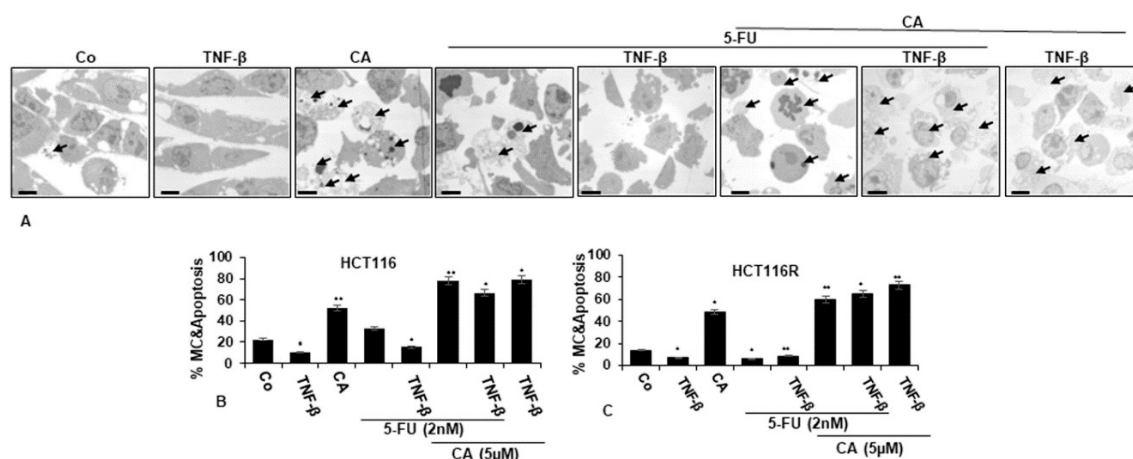 CA
5-FU
Co TNF-β CA TNF-β TNF-β TNF-β
A
HCT116
% MC&Apoptosis
100
80
60
40
20
0
** ** * * * *
Co TNF-β CA TNF-β TNF-β TNF-β
B
5-FU (2nM)
CA (5μM)
HCT116R
% MC&Apoptosis
100
80
60
40
20
0
* * * ** ** * **
Co TNF-β CA TNF-β TNF-β TNF-β
C
5-FU (2nM)
CA (5μM)